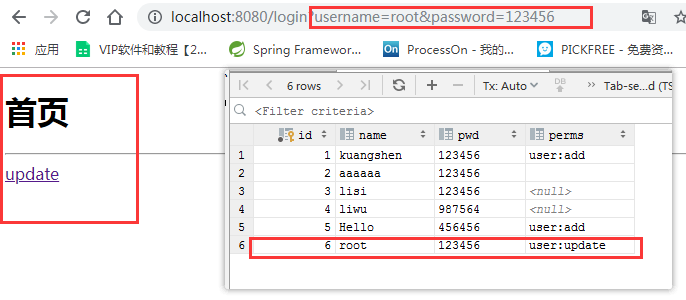 localhost:8080/login?username=root&password=123456
应用
VIP软件和教程【2...
Spring Framewor...
ProcessOn - 我的...
PICKFREE - 免费资...
首页
update
6 rows
Tx: Auto
DB
Tab-se...d (TS
<Filter criteria>
id name pwd perms
1 1 kuangshen 123456 user:add
2 2 aaaaaa 123456
3 3 lisi 123456 <null>
4 4 liwu 987564 <null>
5 5 Hello 456456 user:add
6 6 root 123456 user:update